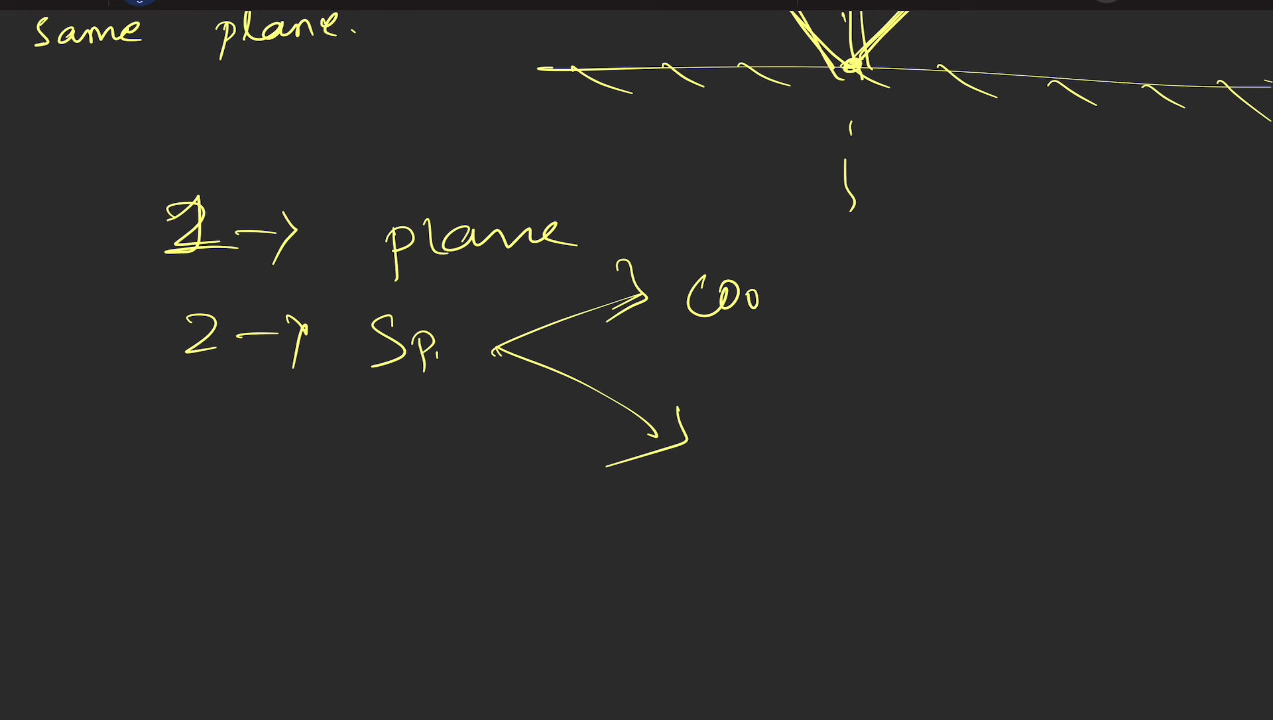 same plane.
1 → plane
2 → Sp.